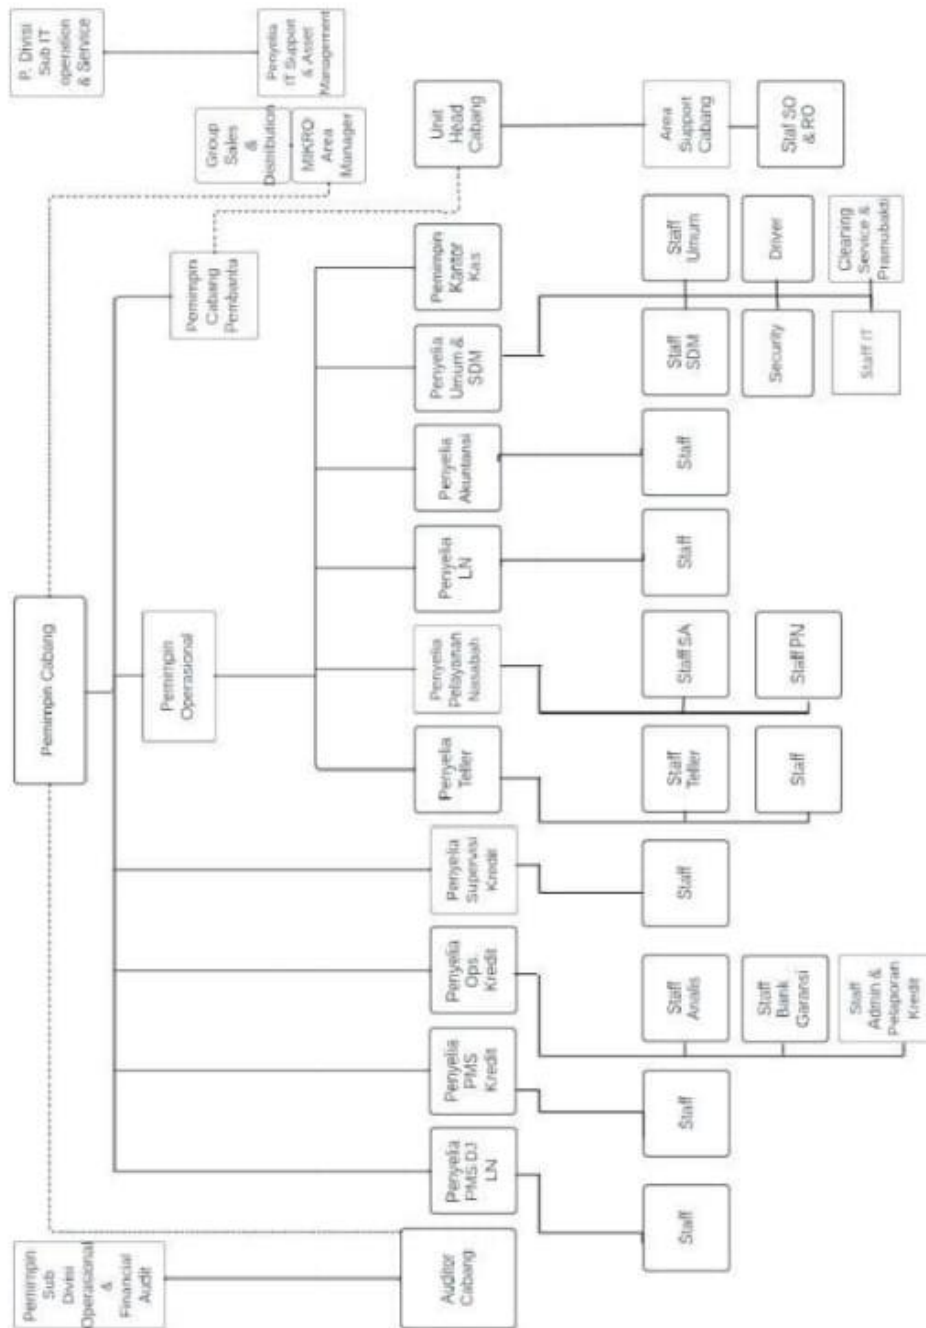 Pemimpin
Sub
Divisi
Operasional
&
Financial
Audit
Pemimpin Cabang
Group
Sales
&
Distribution
MIKRO
Area
Manager
P. Divisi
Sub IT
operation
& Service
Penyelia
IT Support
& Asset
Management
Pemimpin
Operasional
Pemimpin
Cabang
Pembantu
Auditor
Cabang
Penyelia
PMS DJ
LN
Penyelia
PMS
Kredit
Penyelia
Ops.
Kredit
Penyelia
Supervisi
Kredit
Penyelia
Teller
Penyelia
Pelayanan
Nasabah
Penyelia
LN
Penyelia
Akuntansi
Penyelia
Umum &
SDM
Pemimpin
Kantor
Kas
Unit
Head
Cabang
Staff
Staff
Staff
Analis
Staff
Bank
Garansi
Staff
Admin &
Pelaporan
Kredit
Staff
Staff
Teller
Staff
Staff SA
Staff PN
Staff
Staff
Staff
SDM
Staff
Umum
Security
Driver
Staff IT
Cleaning
Service &
Pramubakti
Area
Support
Cabang
Staf SO
& RO